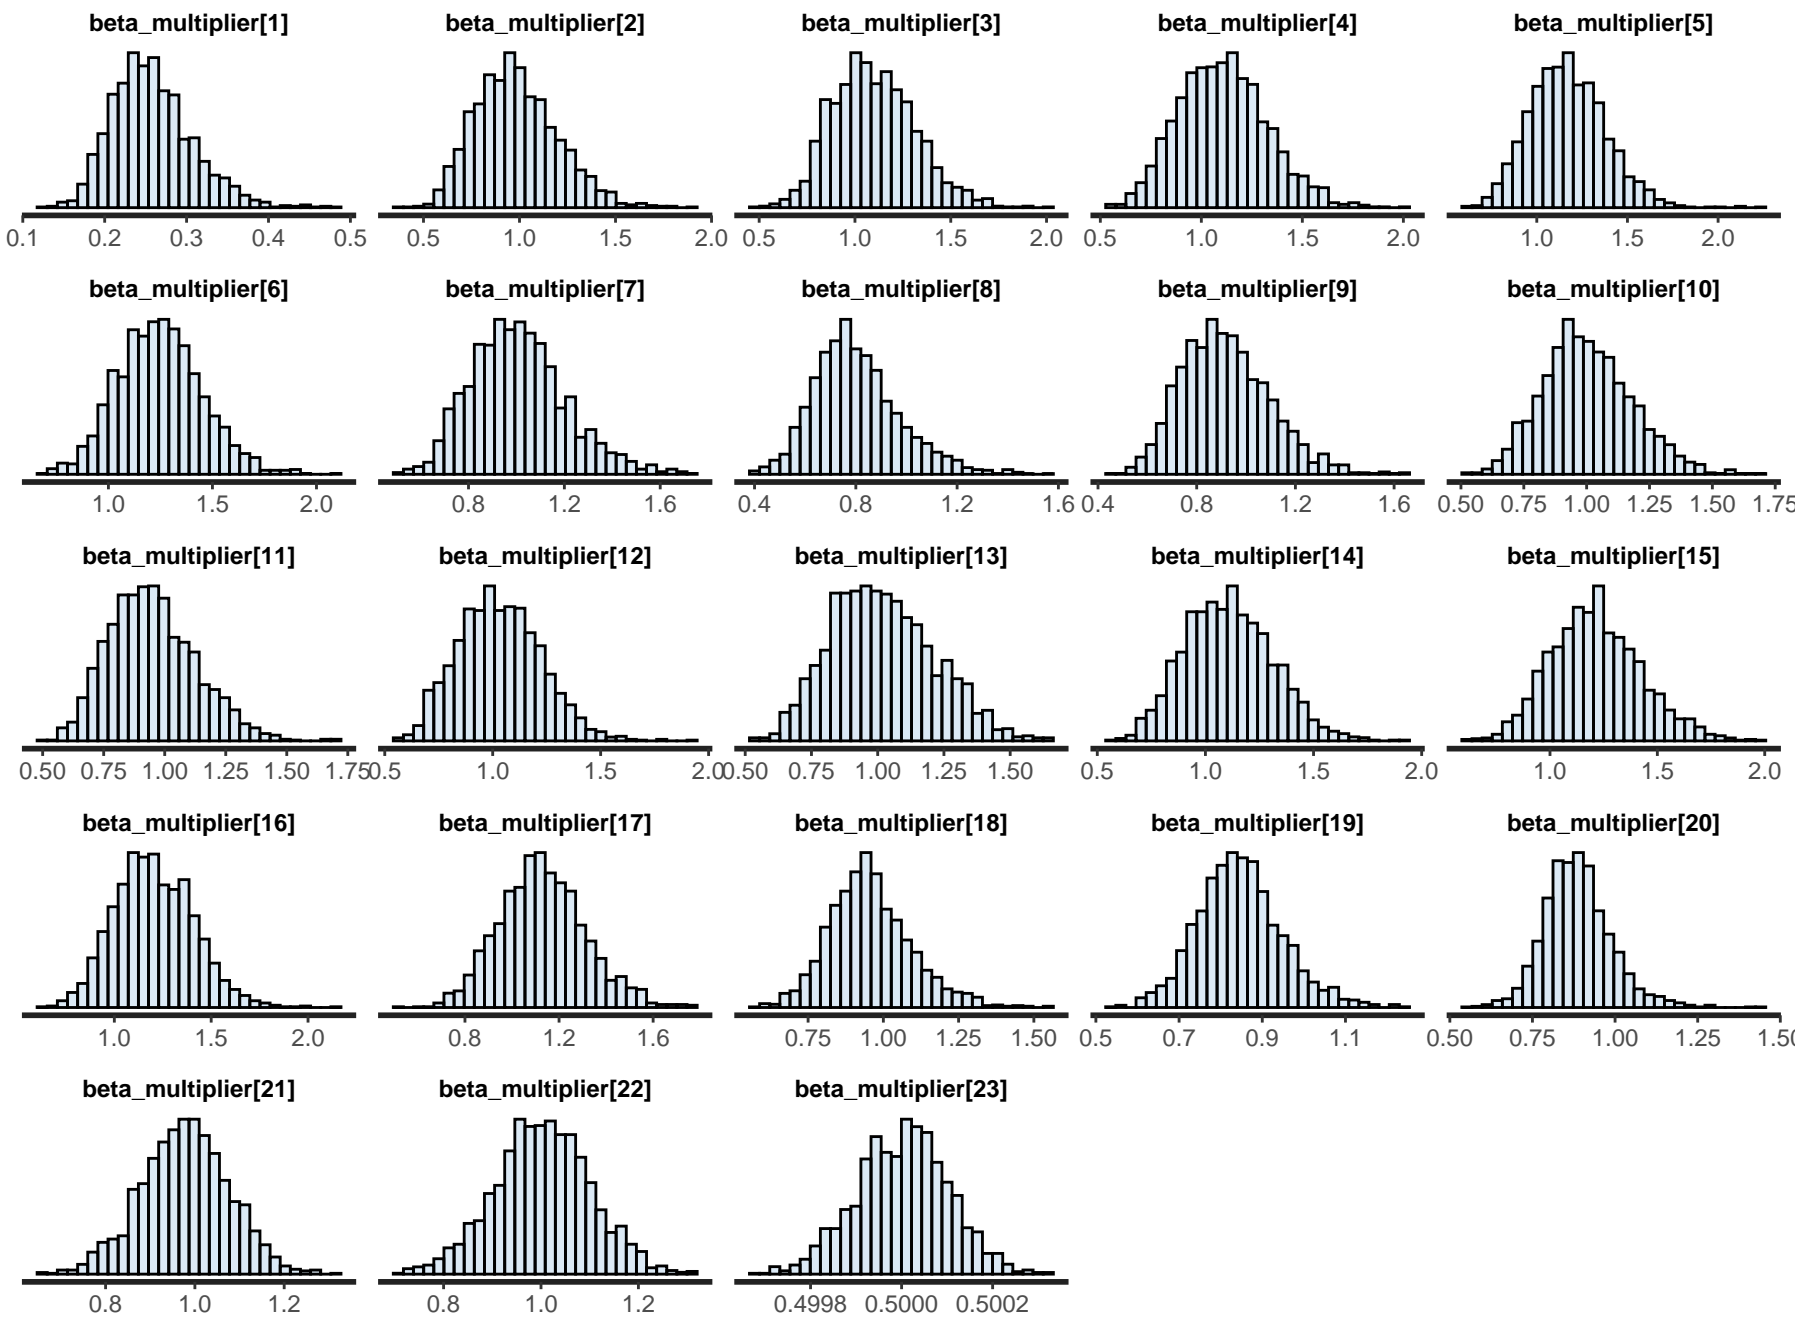 beta_multiplier[1] beta_multiplier[2] beta_multiplier[3] beta_multiplier[4] beta_multiplier[5]
0.1 0.2 0.3 0.4 0.5 0.5 1.0 1.5 2.0 0.5 1.0 1.5 2.0 0.5 1.0 1.5 2.0 1.0 1.5 2.0
beta_multiplier[6] beta_multiplier[7] beta_multiplier[8] beta_multiplier[9] beta_multiplier[10]
1.0 1.5 2.0 0.8 1.2 1.6 0.4 0.8 1.2 1.6 0.4 0.8 1.2 1.6 0.50 0.75 1.00 1.25 1.50 1.75
beta_multiplier[11] beta_multiplier[12] beta_multiplier[13] beta_multiplier[14] beta_multiplier[15]
0.50 0.75 1.00 1.25 1.50 1.75 0.5 1.0 1.5 2.0 0.50 0.75 1.00 1.25 1.50 0.5 1.0 1.5 2.0 1.0 1.5 2.0
beta_multiplier[16] beta_multiplier[17] beta_multiplier[18] beta_multiplier[19] beta_multiplier[20]
1.0 1.5 2.0 0.8 1.2 1.6 0.75 1.00 1.25 1.50 0.5 0.7 0.9 1.1 0.50 0.75 1.00 1.25 1.50
beta_multiplier[21] beta_multiplier[22] beta_multiplier[23]
0.8 1.0 1.2 0.8 1.0 1.2 0.4998 0.5000 0.5002